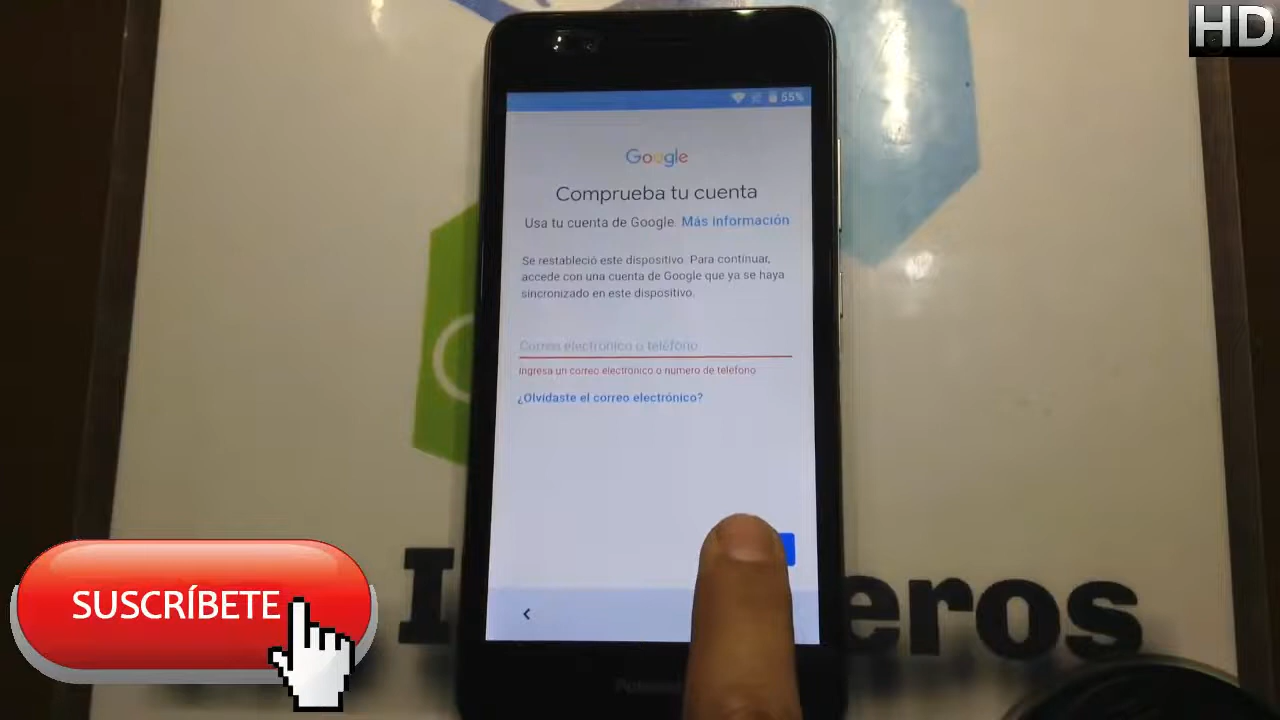 HD
55%
Google
Comprueba tu cuenta
Usa tu cuenta de Google. Más información
Se restableció este dispositivo. Para continuar,
accede con una cuenta de Google que ya se haya
sincronizado en este dispositivo.
Correo electrónico o teléfono
Ingresa un correo electrónico o número de teléfono
¿Olvidaste el correo electrónico?
SUSCRÍBETE
eros